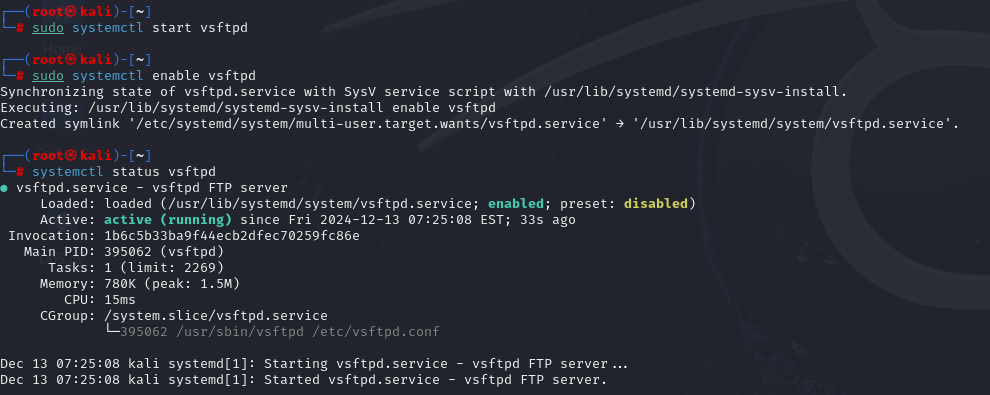 ┌──(root㉿kali)-[~]
└─# sudo systemctl start vsftpd
Home
┌──(root㉿kali)-[~]
└─# sudo systemctl enable vsftpd
Synchronizing state of vsftpd.service with SysV service script with /usr/lib/systemd/systemd-sysv-install.
Executing: /usr/lib/systemd/systemd-sysv-install enable vsftpd
Created symlink '/etc/systemd/system/multi-user.target.wants/vsftpd.service' → '/usr/lib/systemd/system/vsftpd.service'.
┌──(root㉿kali)-[~]
└─# systemctl status vsftpd
● vsftpd.service - vsftpd FTP server
Loaded: loaded (/usr/lib/systemd/system/vsftpd.service; enabled; preset: disabled)
Active: active (running) since Fri 2024-12-13 07:25:08 EST; 33s ago
Invocation: 1b6c5b33ba9f44ecb2dfec70259fc86e
Main PID: 395062 (vsftpd)
Tasks: 1 (limit: 2269)
Memory: 780K (peak: 1.5M)
CPU: 15ms
CGroup: /system.slice/vsftpd.service
└─395062 /usr/sbin/vsftpd /etc/vsftpd.conf
Dec 13 07:25:08 kali systemd[1]: Starting vsftpd.service - vsftpd FTP server...
Dec 13 07:25:08 kali systemd[1]: Started vsftpd.service - vsftpd FTP server.